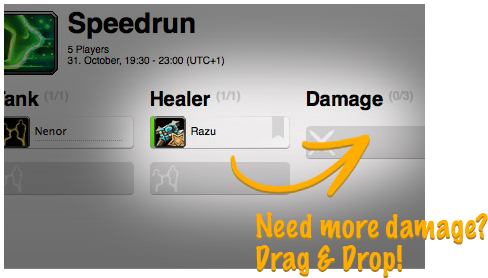 Speedrun
5 Players
31. October, 19:30 - 23:00 (UTC+1)
Tank (1/1)
Healer (1/1)
Damage (0/3)
Nenor
Razu
Need more damage?
Drag & Drop!